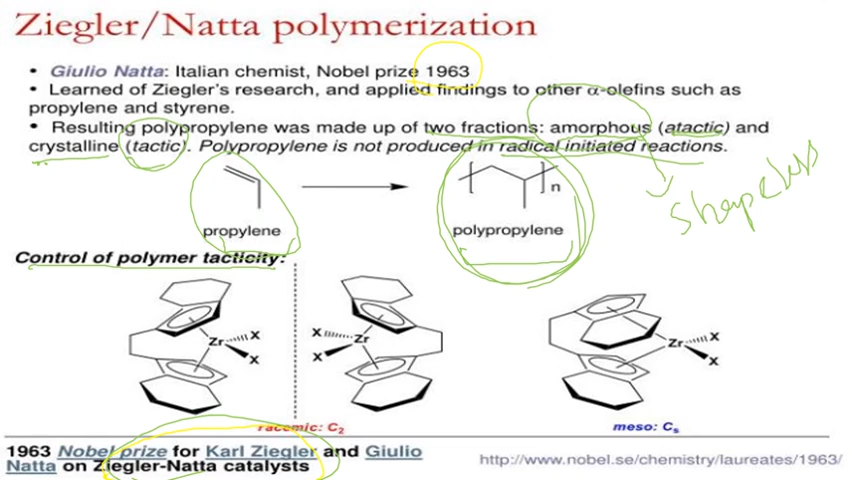 Ziegler/Natta polymerization
• Giulio Natta: Italian chemist, Nobel prize 1963
• Learned of Ziegler's research, and applied findings to other α-olefins such as
propylene and styrene.
• Resulting polypropylene was made up of two fractions: amorphous (atactic) and
crystalline (tactic). Polypropylene is not produced in radical initiated reactions.
n
shapeless
propylene
polypropylene
Control of polymer tacticity:
Zr X X
X X Zr
Zr X X
racemic: C2
meso: Cs
1963 Nobel prize for Karl Ziegler and Giulio
Natta on Ziegler-Natta catalysts
http://www.nobel.se/chemistry/laureates/1963/